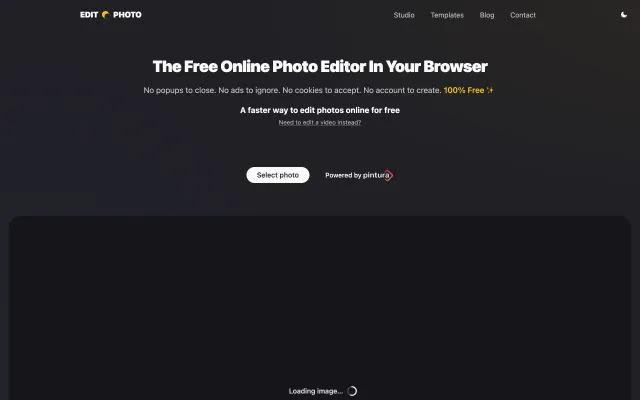 EDIT PHOTO
Studio Templates Blog Contact
The Free Online Photo Editor In Your Browser
No popups to close. No ads to ignore. No cookies to accept. No account to create. 100% Free ✨
A faster way to edit photos online for free
Need to edit a video instead?
Select photo
Powered by pintura
Loading image...